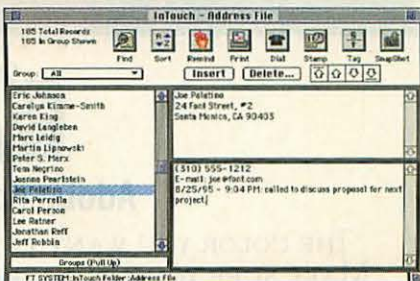 InTouch - Address File
185 Total Records
185 In Group Shown
Find Sort Remind Print Dial Stamp Tag SnapShot
Group: All
Insert Delete...
Eric Johnson
Carolyn Kimme-Smith
Karen King
David Langleben
Marc Leidig
Martin Lipnowski
Peter S. Marx
Tom Negrino
Joanna Pearlstein
Joe Peletino
Rita Perrella
Carol Person
Lee Ratner
Jonathan Reff
Jeff Robbin
Groups (Pull Up)
Joe Peletino
24 Font Street, #2
Santa Monica, CA 90403
(310) 555-1212
E-mail: joe@font.com
8/25/95 - 9:04 PM: called to discuss proposal for next
project
FT SYSTEM: InTouch Folder: Address File